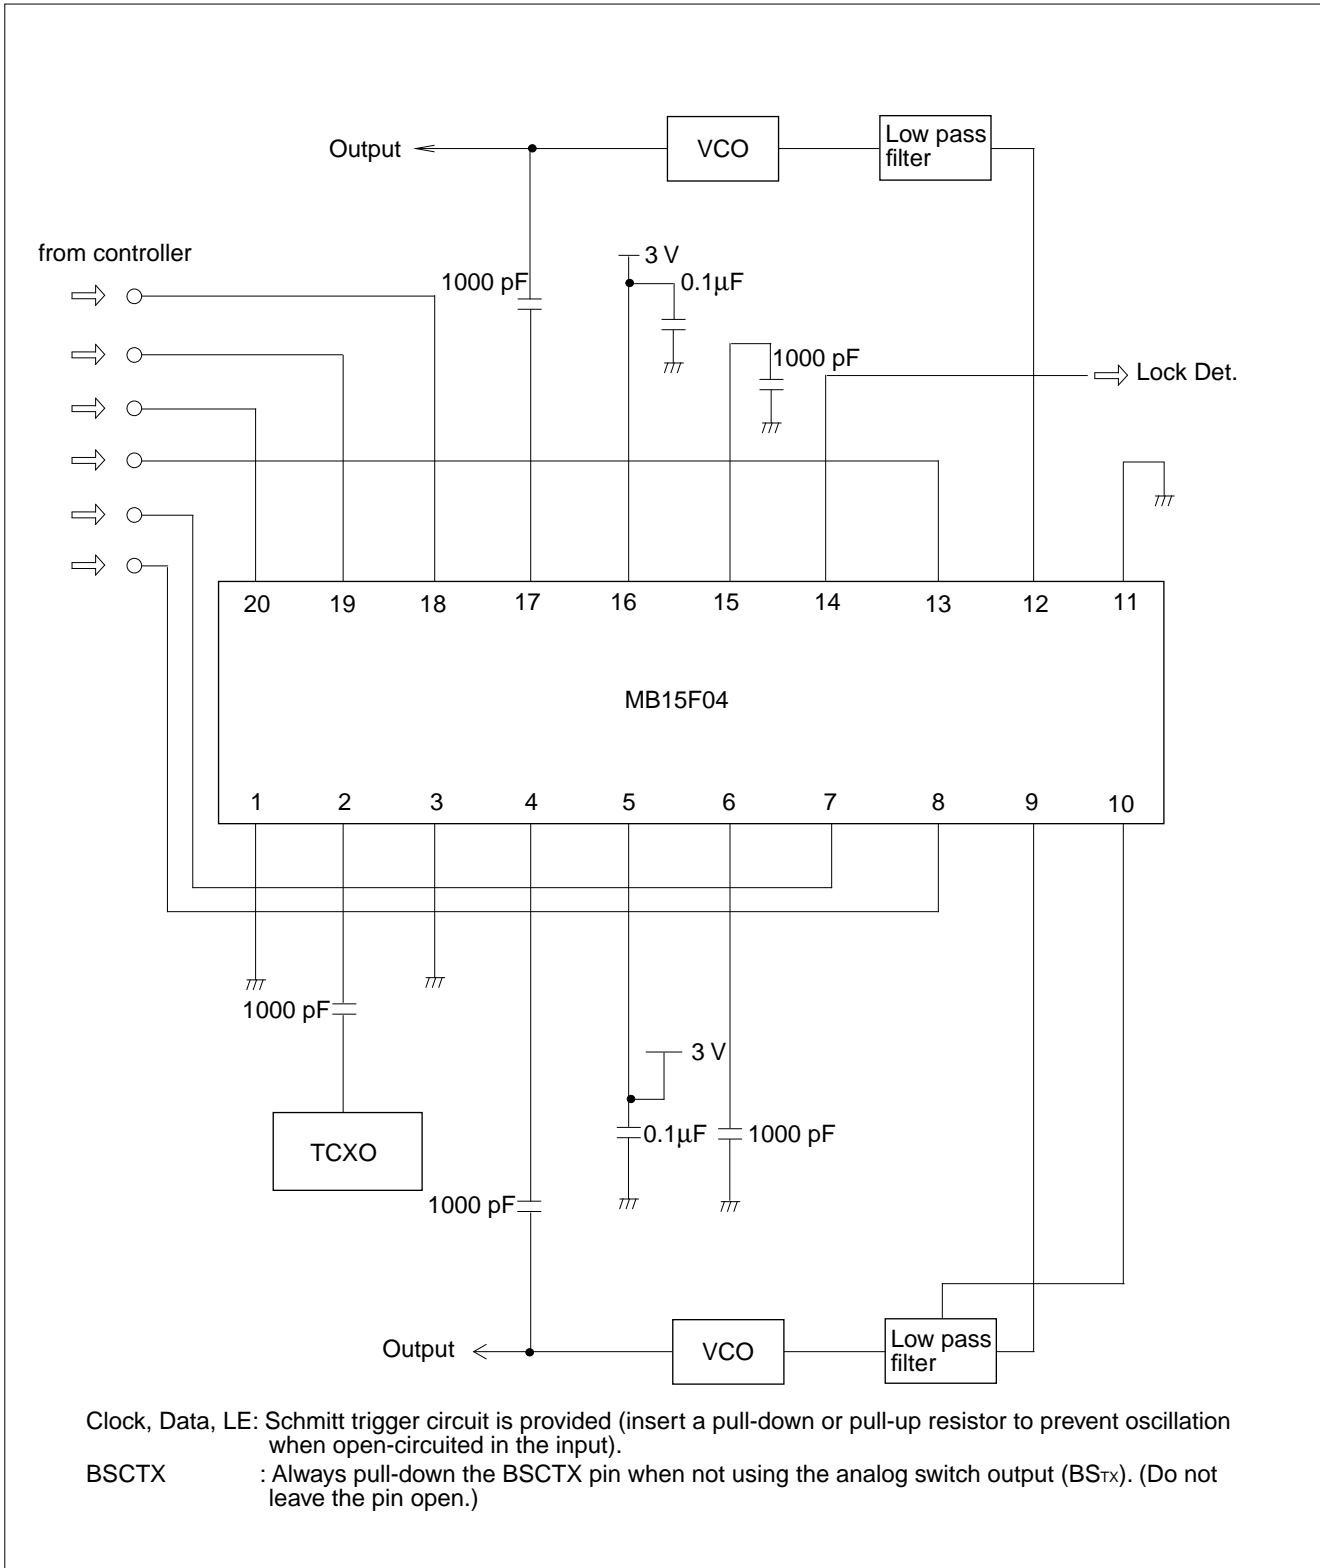 Output
VCO
Low pass
filter
from controller
3 V
1000 pF
0.1µF
1000 pF
Lock Det.
20 19 18 17 16 15 14 13 12 11
MB15F04
1 2 3 4 5 6 7 8 9 10
1000 pF
3 V
0.1µF
1000 pF
TCXO
1000 pF
Output
VCO
Low pass
filter
Clock, Data, LE: Schmitt trigger circuit is provided (insert a pull-down or pull-up resistor to prevent oscillation
when open-circuited in the input).
BSCTX : Always pull-down the BSCTX pin when not using the analog switch output (BSTX). (Do not
leave the pin open.)